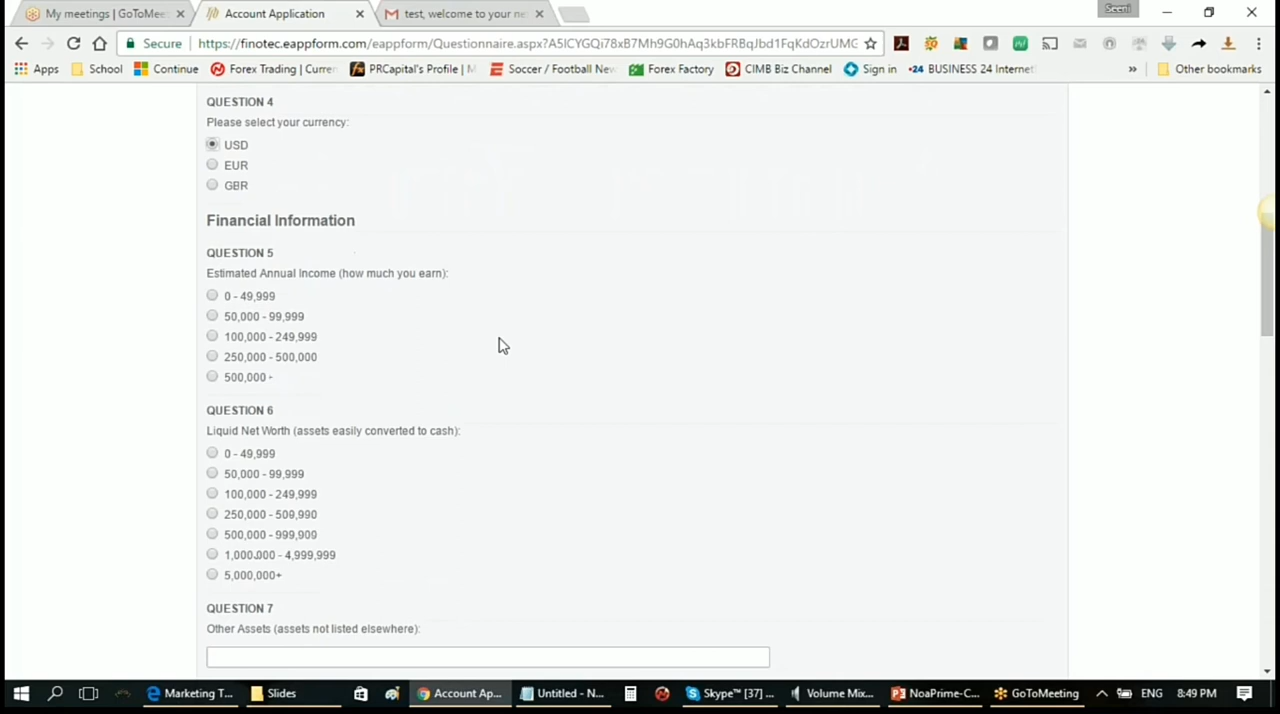 My meetings | GoToMee
Account Application
test, welcome to your ne
Seeni
Secure
https://finotec.eappform.com/eappform/Questionnaire.aspx?A5ICYGQi78xB7Mh9G0hAq3kbFRBqJbd1FqKdOzrUMG
Apps
School
Continue
Forex Trading | Curren
PRCapital's Profile | M
Soccer / Football New
Forex Factory
CIMB Biz Channel
Sign in
BUSINESS 24 Internet
»
Other bookmarks
QUESTION 4
Please select your currency:
USD
EUR
GBR
Financial Information
QUESTION 5
Estimated Annual Income (how much you earn):
0 - 49,999
50,000 - 99,999
100,000 - 249,999
250,000 - 500,000
500,000 +
QUESTION 6
Liquid Net Worth (assets easily converted to cash):
0 - 49,999
50,000 - 99,999
100,000 - 249,999
250,000 - 509,990
500,000 - 999,909
1,000,000 - 4,999,999
5,000,000+
QUESTION 7
Other Assets (assets not listed elsewhere):
Marketing T...
Slides
Account Ap...
Untitled - N...
Skype™ [37] ...
Volume Mix...
NoaPrime-C...
GoToMeeting
ENG
8:49 PM